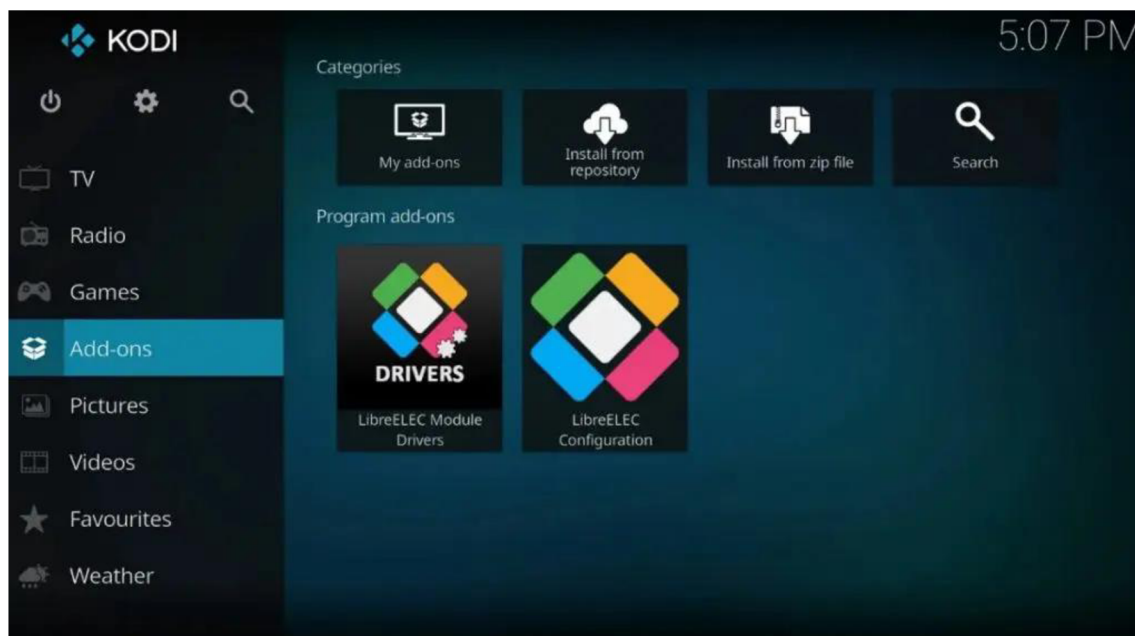 KODI
5:07 PM
TV
Radio
Games
Add-ons
Pictures
Videos
Favourites
Weather
Categories
My add-ons
Install from
repository
Install from zip file
Search
Program add-ons
DRIVERS
LibreELEC Module
Drivers
LibreELEC
Configuration